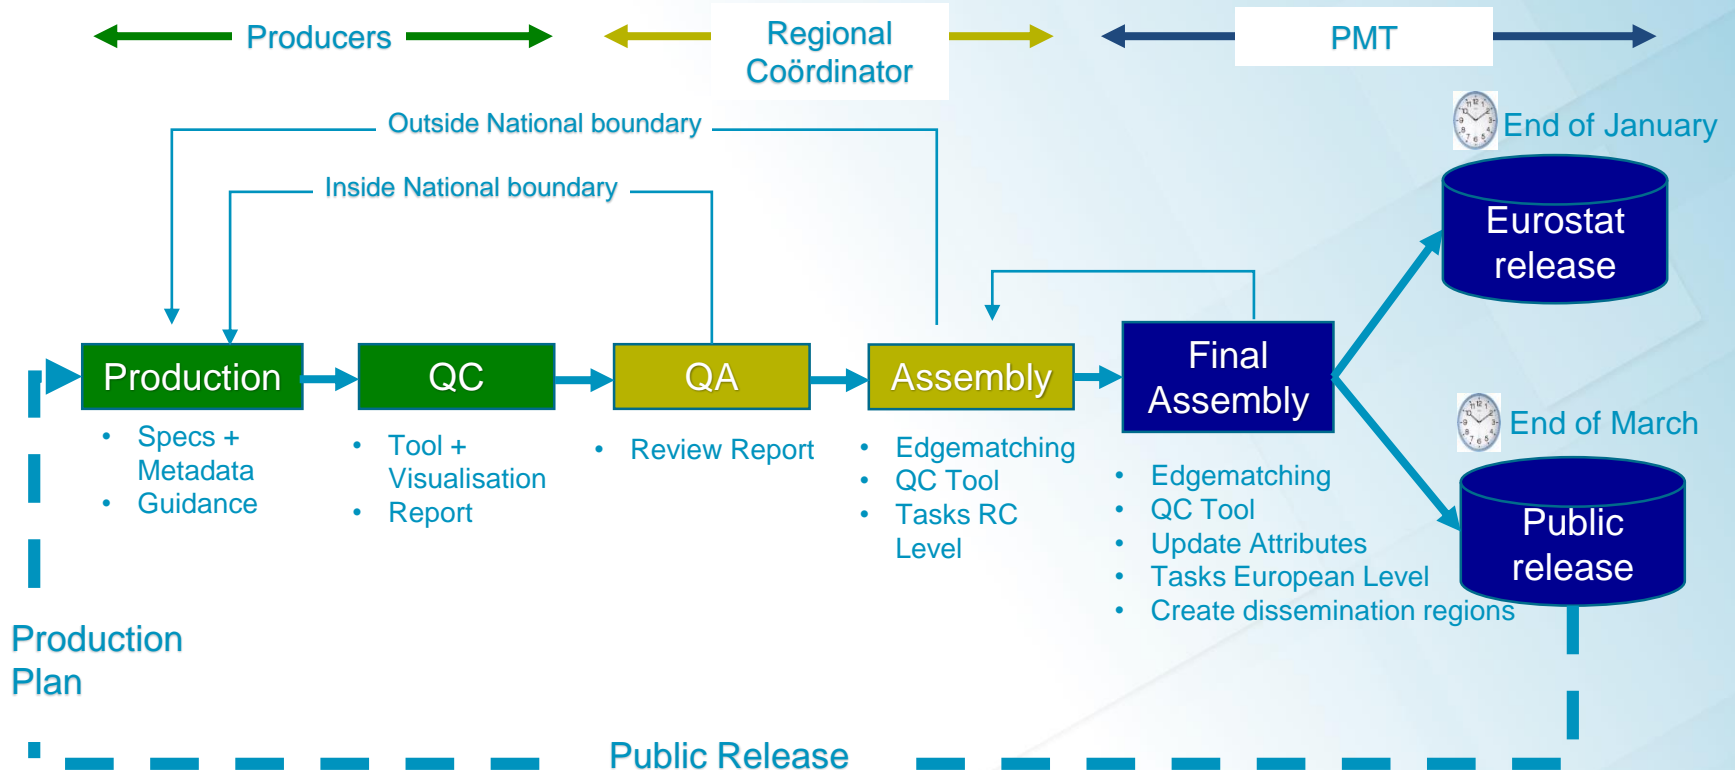 Producers
Regional
Coördinator
PMT
Outside National boundary
Inside National boundary
End of January
Eurostat
release
Production
QC
QA
Assembly
Final
Assembly
• Specs +
Metadata
• Guidance
• Tool +
Visualisation
• Report
• Review Report
• Edgematching
• QC Tool
• Tasks RC
Level
• Edgematching
• QC Tool
• Update Attributes
• Tasks European Level
• Create dissemination regions
End of March
Public
release
Production
Plan
Public Release